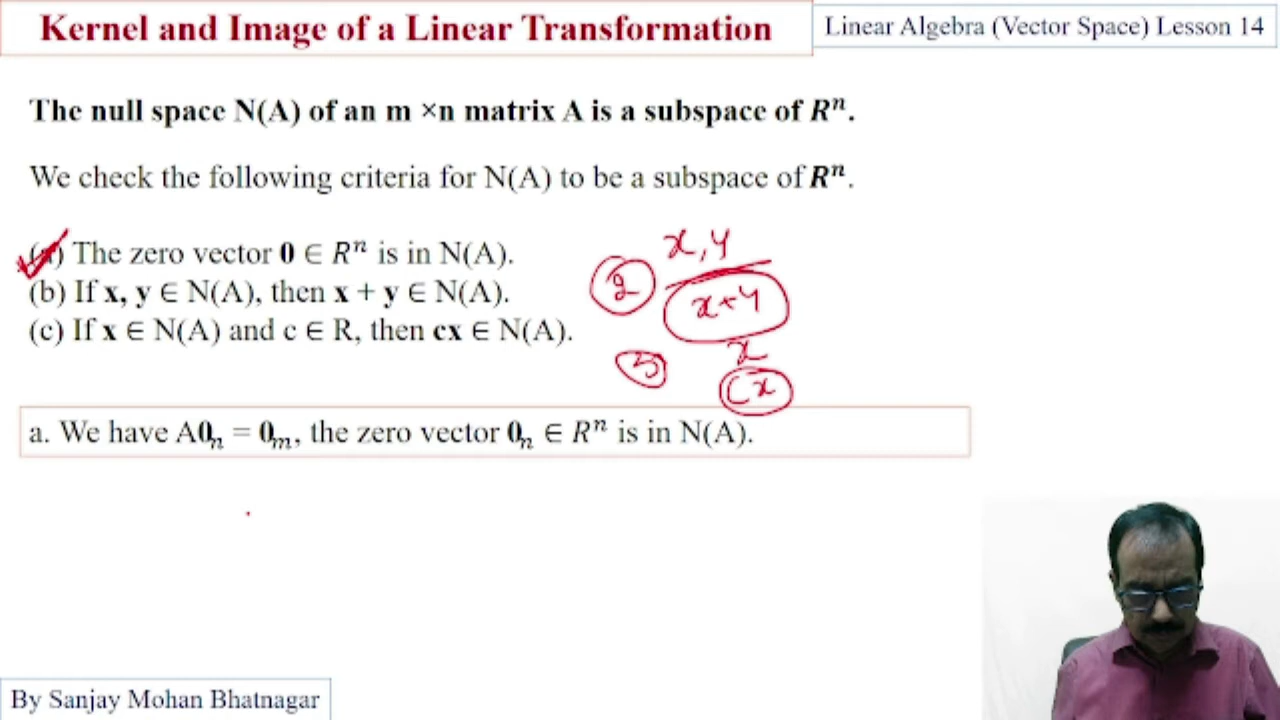 Kernel and Image of a Linear Transformation
Linear Algebra (Vector Space) Lesson 14
The null space N(A) of an m ×n matrix A is a subspace of Rⁿ.
We check the following criteria for N(A) to be a subspace of Rⁿ.
(a) The zero vector 0 ∈ Rⁿ is in N(A).
(b) If x, y ∈ N(A), then x + y ∈ N(A).
(c) If x ∈ N(A) and c ∈ R, then cx ∈ N(A).
x, y
2
x+y
3
x
cx
a. We have A0ₙ = 0ₘ, the zero vector 0ₙ ∈ Rⁿ is in N(A).
By Sanjay Mohan Bhatnagar